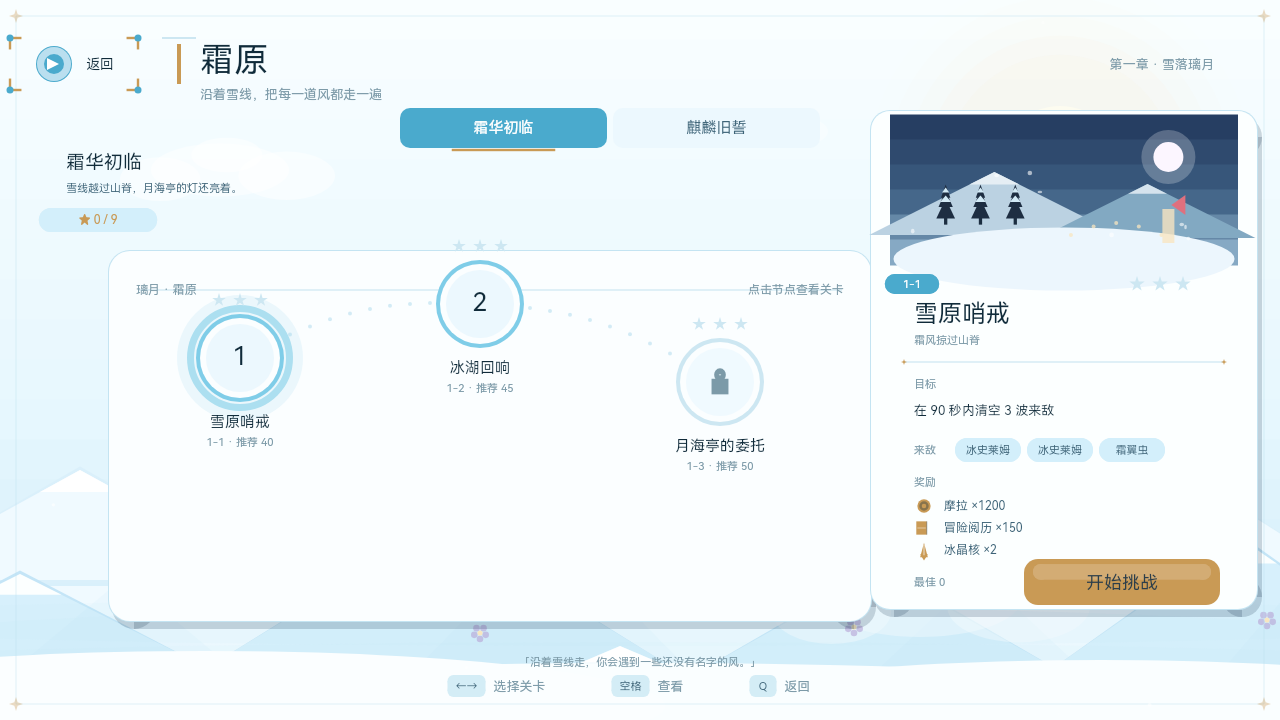 返回
霜原
沿着雪线，把每一道风都走一遍
第一章 · 雪落璃月
霜华初临
麒麟旧誓
霜华初临
雪线越过山脊，月海亭的灯还亮着。
0 / 9
璃月 · 霜原
点击节点查看关卡
1
雪原哨戒
1-1 · 推荐 40
2
冰湖回响
1-2 · 推荐 45
月海亭的委托
1-3 · 推荐 50
1-1
雪原哨戒
霜风掠过山脊
目标
在 90 秒内清空 3 波来敌
来敌 冰史莱姆 冰史莱姆 霜翼虫
奖励
摩拉 ×1200
冒险阅历 ×150
冰晶核 ×2
最佳 0
开始挑战
「沿着雪线走，你会遇到一些还没有名字的风。」
←→ 选择关卡 空格 查看 Q 返回